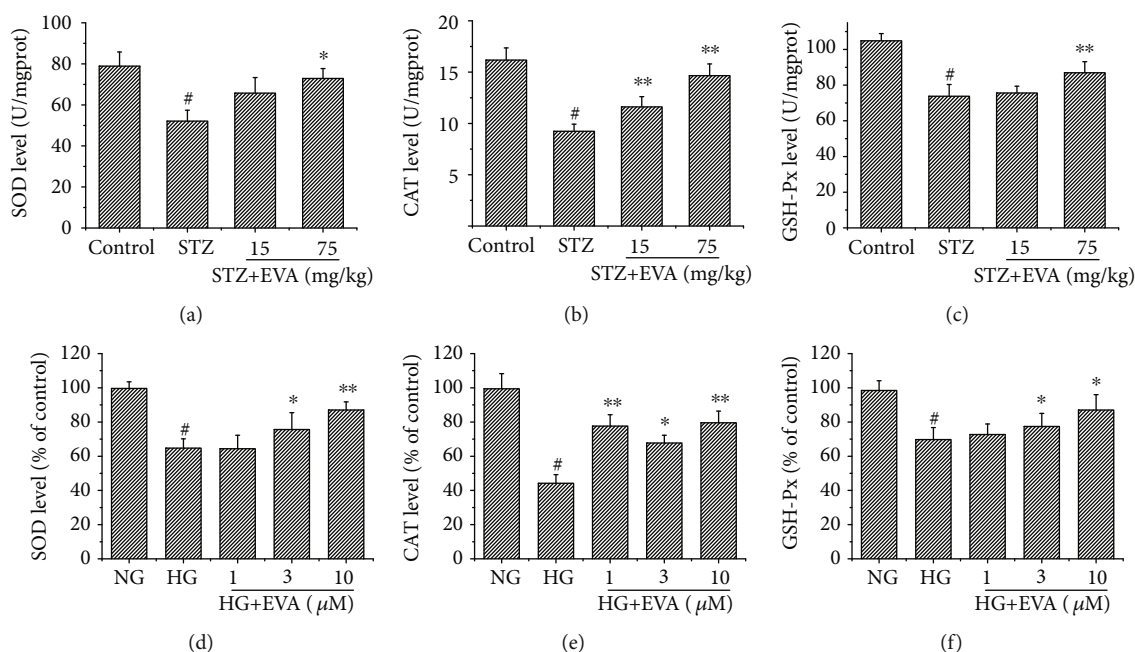 100
80
60
40
20
0
SOD level (U/mgprot)
#
*
Control
STZ
15
75
STZ+EVA (mg/kg)
(a)
20
15
10
5
CAT level (U/mgprot)
#
**
**
Control
STZ
15
75
STZ+EVA (mg/kg)
(b)
100
80
60
40
20
0
GSH-Px level (U/mgprot)
#
**
Control
STZ
15
75
STZ+EVA (mg/kg)
(c)
120
100
80
60
40
20
0
SOD level (% of control)
#
*
**
NG
HG
1
3
10
HG+EVA ( μM)
(d)
120
100
80
60
40
20
0
CAT level (% of control)
#
**
*
**
NG
HG
1
3
10
HG+EVA ( μM)
(e)
120
100
80
60
40
20
0
GSH-Px (% of control)
#
*
*
NG
HG
1
3
10
HG+EVA ( μM)
(f)